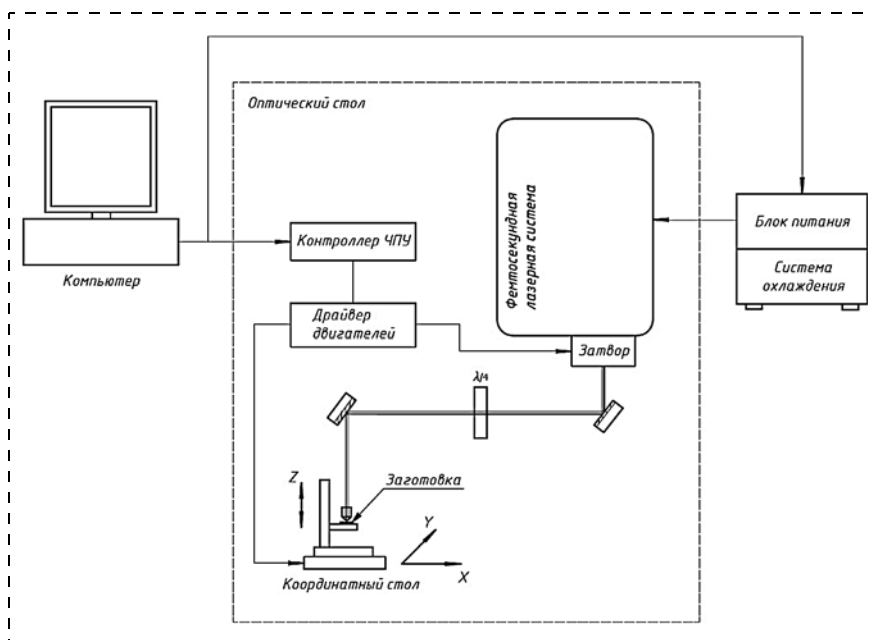 Оптический стол
Компьютер
Контроллер ЧПУ
Драйвер
двигателей
Фемтосекундная
лазерная система
Затвор
Блок питания
Система
охлаждения
λ/4
Z
Заготовка
Y
X
Координатный стол